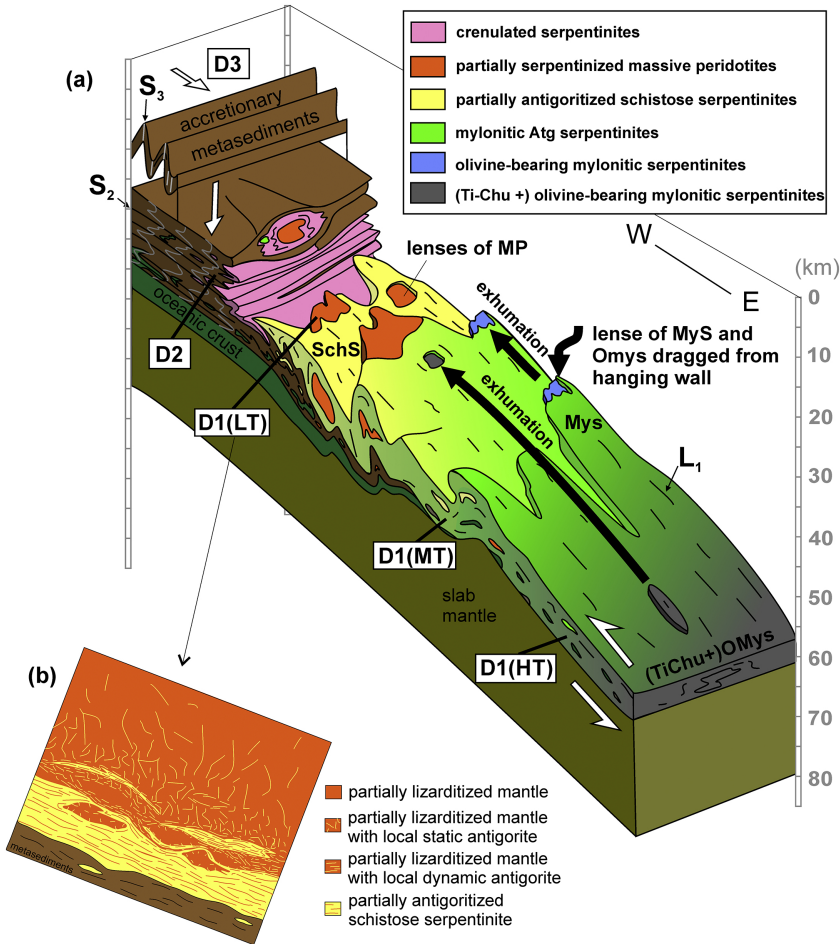 (a)
D3
S3
accretionary
metasediments
S2
oceanic crust
D2
D1(LT)
SchS
lenses of MP
exhumation
exhumation
lense of MyS and
Omys dragged from
hanging wall
Mys
L1
D1(MT)
slab
mantle
D1(HT)
(TiChu+)OMys
W
E
(km)
0
10
20
30
40
50
60
70
80
crenulated serpentinites
partially serpentinized massive peridotites
partially antigoritized schistose serpentinites
mylonitic Atg serpentinites
olivine-bearing mylonitic serpentinites
(Ti-Chu +) olivine-bearing mylonitic serpentinites
(b)
metasediments
partially lizarditized mantle
partially lizarditized mantle
with local static antigorite
partially lizarditized mantle
with local dynamic antigorite
partially antigoritized
schistose serpentinite